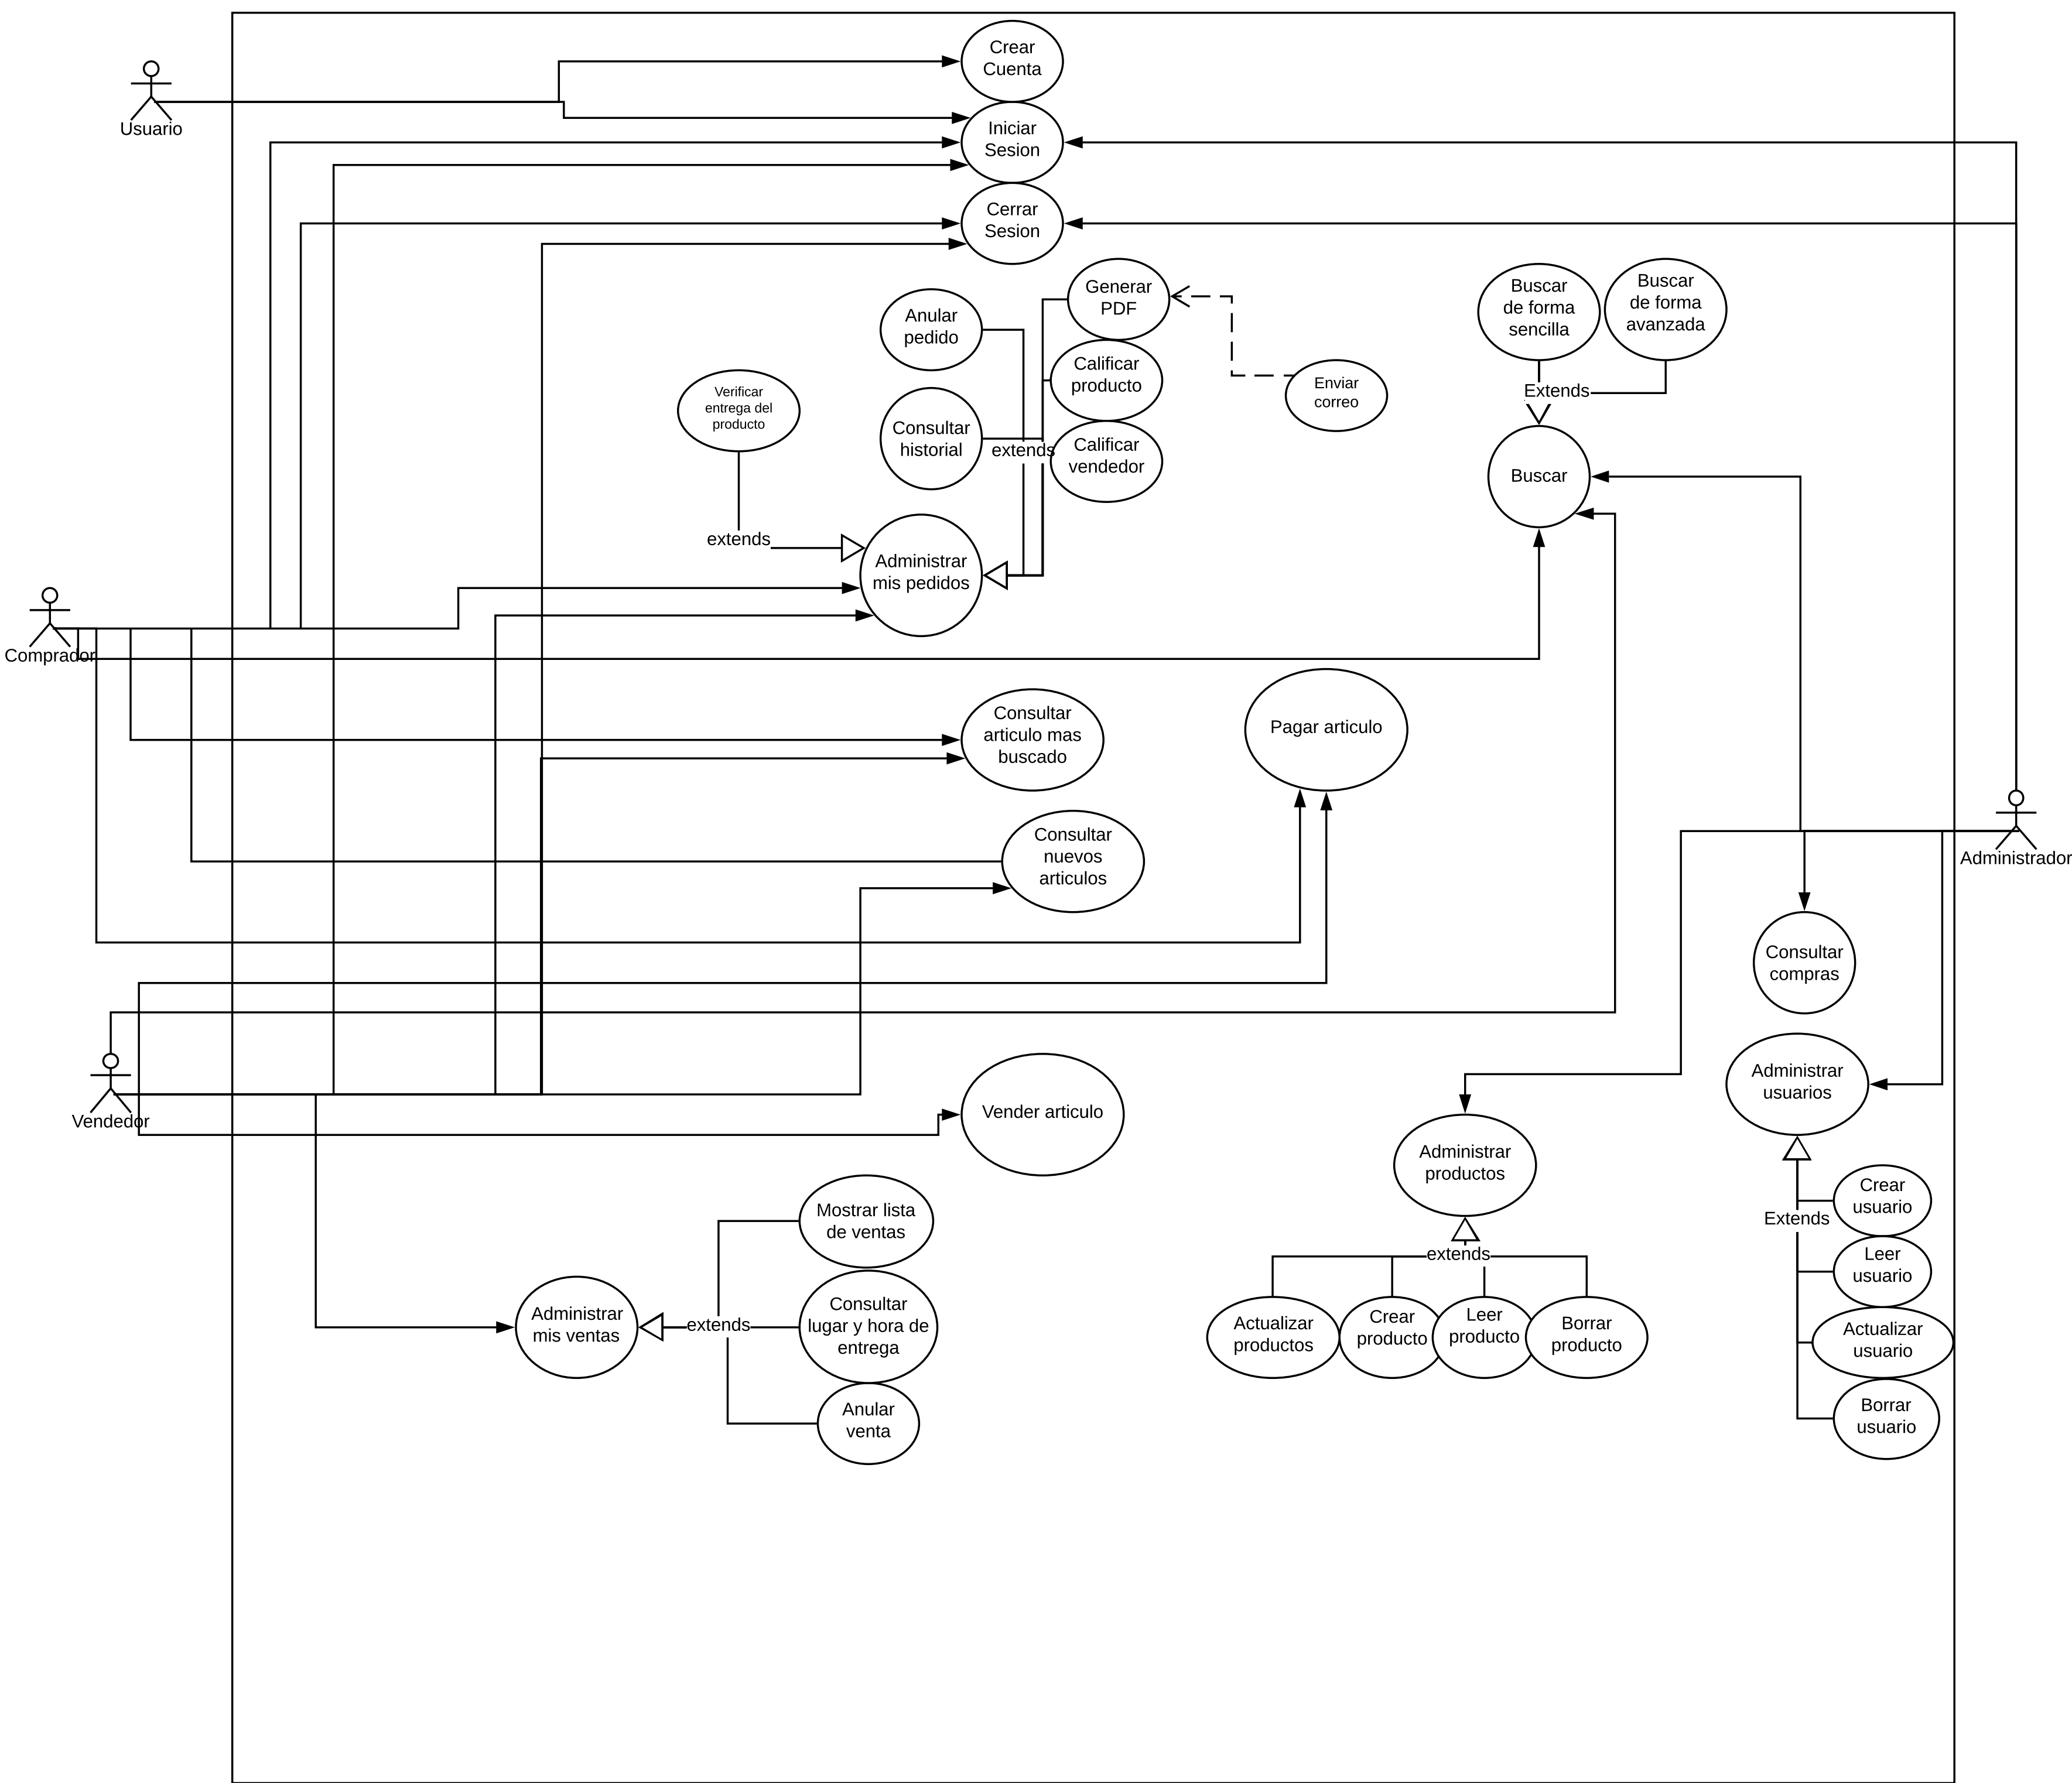 Crear
Cuenta
Usuario
Iniciar
Sesion
Cerrar
Sesion
Generar
PDF
Anular
pedido
Calificar
producto
Verificar
entrega del
producto
Consultar
historial
extends
Calificar
vendedor
Enviar
correo
Buscar
de forma
sencilla
Buscar
de forma
avanzada
Extends
Buscar
extends
Administrar
mis pedidos
Comprador
Consultar
articulo mas
buscado
Pagar articulo
Consultar
nuevos
articulos
Administrador
Consultar
compras
Administrar
usuarios
Vendedor
Vender articulo
Administrar
productos
Crear
usuario
Extends
Leer
usuario
Actualizar
usuario
Borrar
usuario
extends
Actualizar
productos
Crear
producto
Leer
producto
Borrar
producto
Mostrar lista
de ventas
Administrar
mis ventas
extends
Consultar
lugar y hora de
entrega
Anular
venta